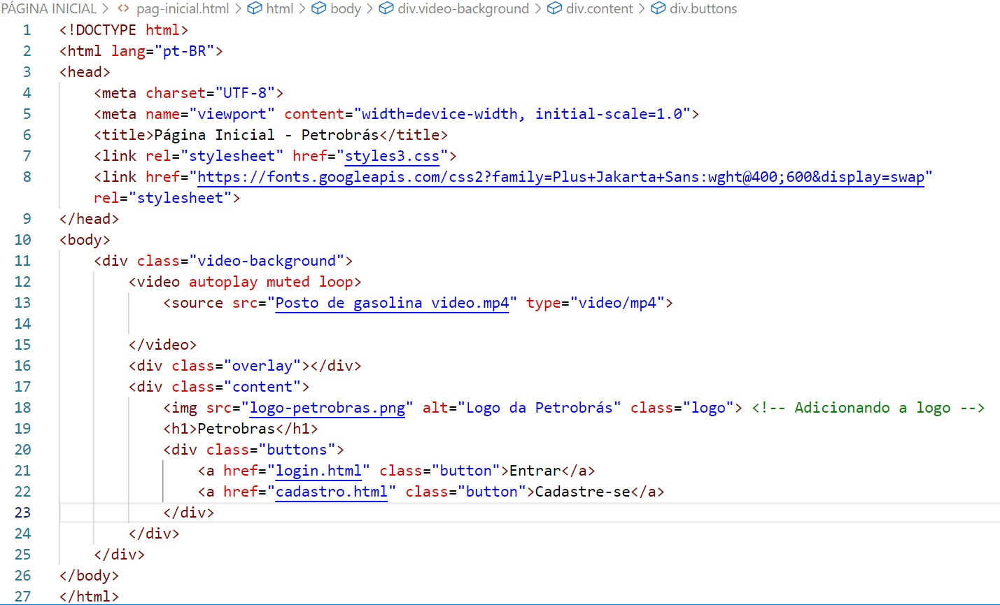 PÁGINA INICIAL > <> pag-inicial.html > html > body > div.video-background > div.content > div.buttons
1 <!DOCTYPE html>
2 <html lang="pt-BR">
3 <head>
4     <meta charset="UTF-8">
5     <meta name="viewport" content="width=device-width, initial-scale=1.0">
6     <title>Página Inicial - Petrobrás</title>
7     <link rel="stylesheet" href="styles3.css">
8     <link href="https://fonts.googleapis.com/css2?family=Plus+Jakarta+Sans:wght@400;600&display=swap"
    rel="stylesheet">
9 </head>
10 <body>
11     <div class="video-background">
12         <video autoplay muted loop>
13             <source src="Posto de gasolina video.mp4" type="video/mp4">
14
15         </video>
16         <div class="overlay"></div>
17         <div class="content">
18             <img src="logo-petrobras.png" alt="Logo da Petrobrás" class="logo"> <!-- Adicionando a logo -->
19             <h1>Petrobras</h1>
20             <div class="buttons">
21                 <a href="login.html" class="button">Entrar</a>
22                 <a href="cadastro.html" class="button">Cadastre-se</a>
23             </div>
24         </div>
25     </div>
26 </body>
27 </html>